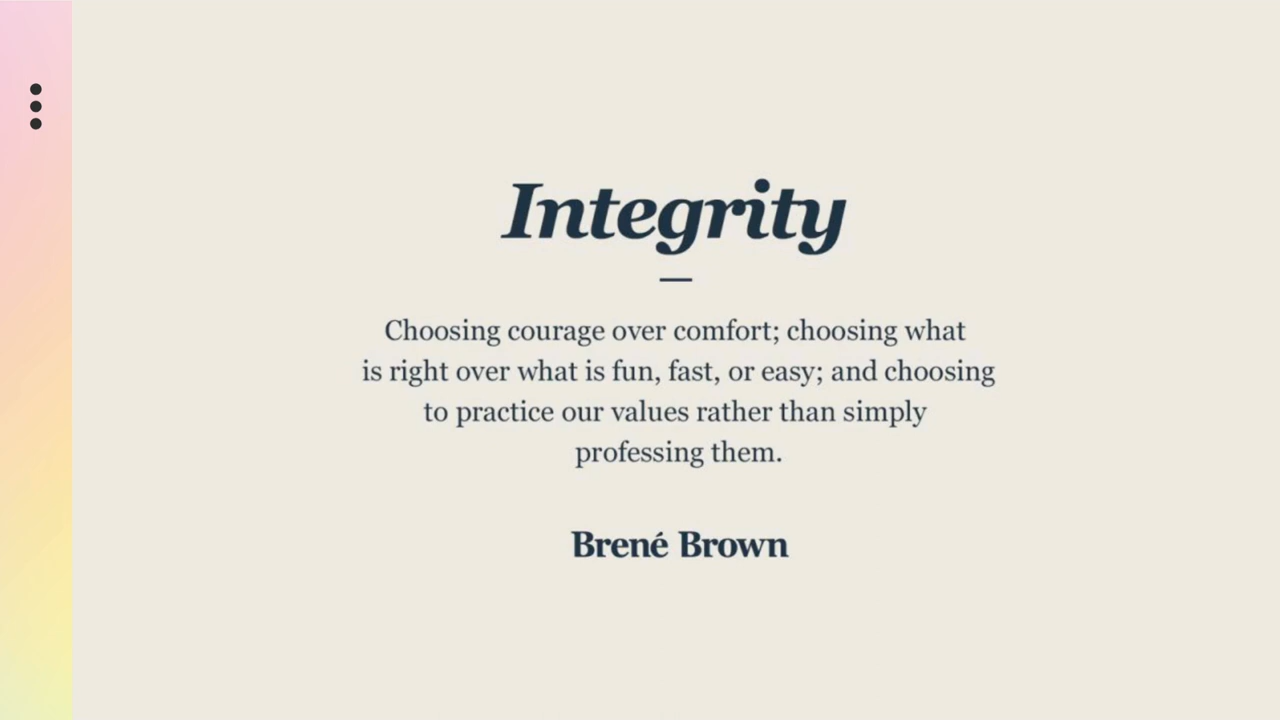 Integrity
—
Choosing courage over comfort; choosing what
is right over what is fun, fast, or easy; and choosing
to practice our values rather than simply
professing them.
Brené Brown